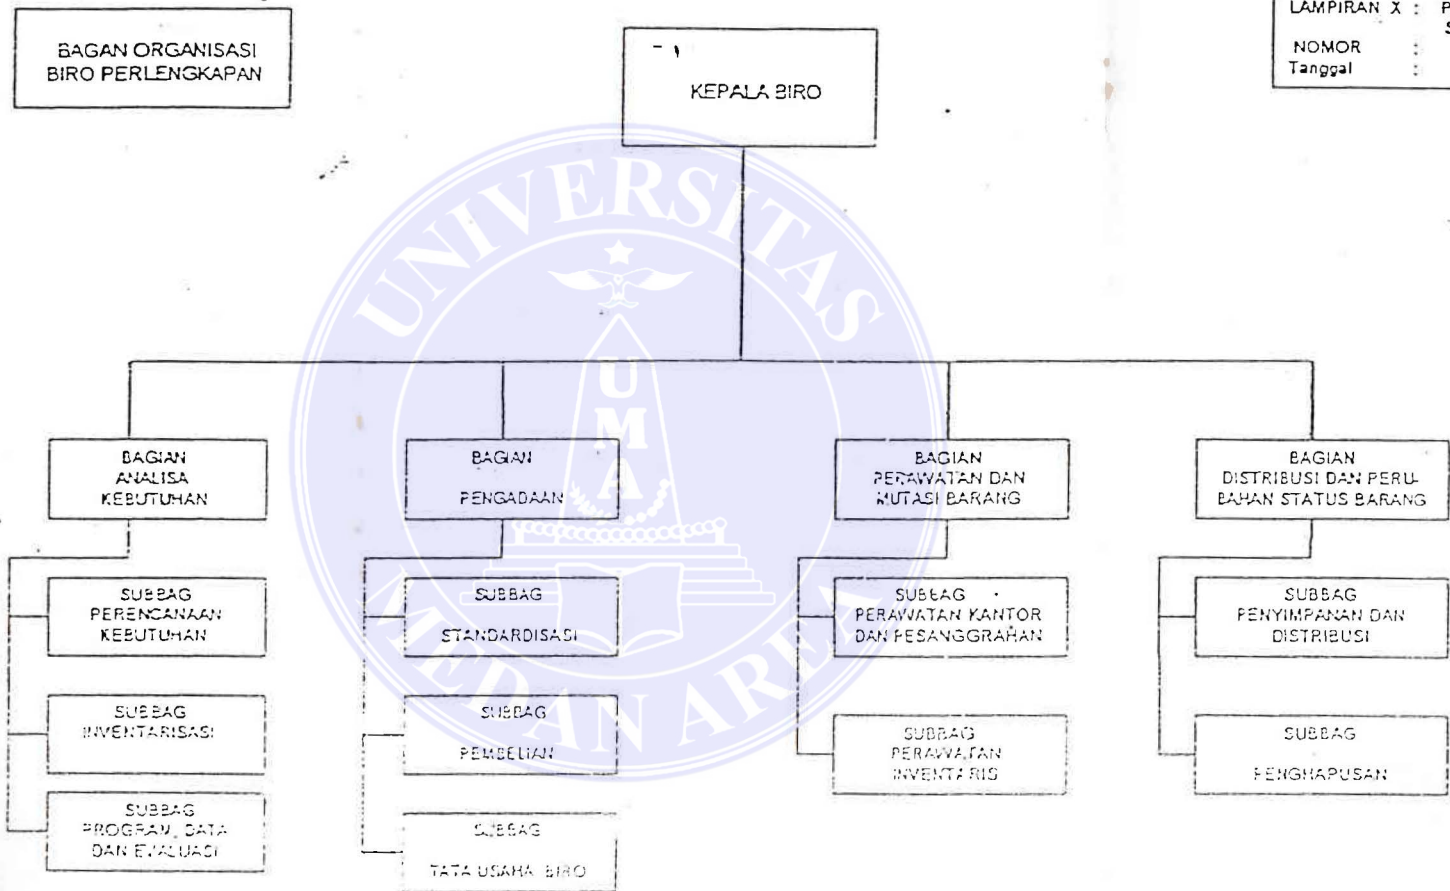 BAGAN ORGANISASI
BIRO PERLENGKAPAN
LAMPIRAN X :
NOMOR :
Tanggal :
KEPALA BIRO
UNIVERSITAS
UMA
MEDAN AREA
BAGIAN
ANALISA
KEBUTUHAN
BAGIAN
PENGADAAN
BAGIAN
PERAWATAN DAN
MUTASI BARANG
BAGIAN
DISTRIBUSI DAN PERU-
BAHAN STATUS BARANG
SUBBAG
PERENCANAAN
KEBUTUHAN
SUBBAG
STANDARDISASI
SUBBAG
PERAWATAN KANTOR
DAN PESANGGRAHAN
SUBBAG
PENYIMPANAN DAN
DISTRIBUSI
SUBBAG
INVENTARISASI
SUBBAG
PEMBELIAN
SUBBAG
PERAWATAN
INVENTARIS
SUBBAG
PENGHAPUSAN
SUBBAG
PROGRAM, DATA
DAN EVALUASI
SUBBAG
TATA USAHA BIRO